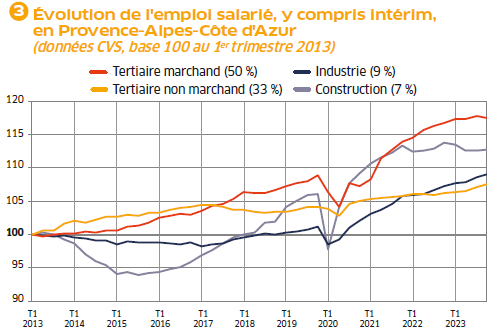 3 Évolution de l'emploi salarié, y compris intérim,
en Provence-Alpes-Côte d'Azur
(données CVS, base 100 au 1er trimestre 2013)
Tertiaire marchand (50 %) Industrie (9 %)
Tertiaire non marchand (33 %) Construction (7 %)
120
115
110
105
100
95
90
T1 T1 T1 T1 T1 T1 T1 T1 T1 T1 T1
2013 2014 2015 2016 2017 2018 2019 2020 2021 2022 2023